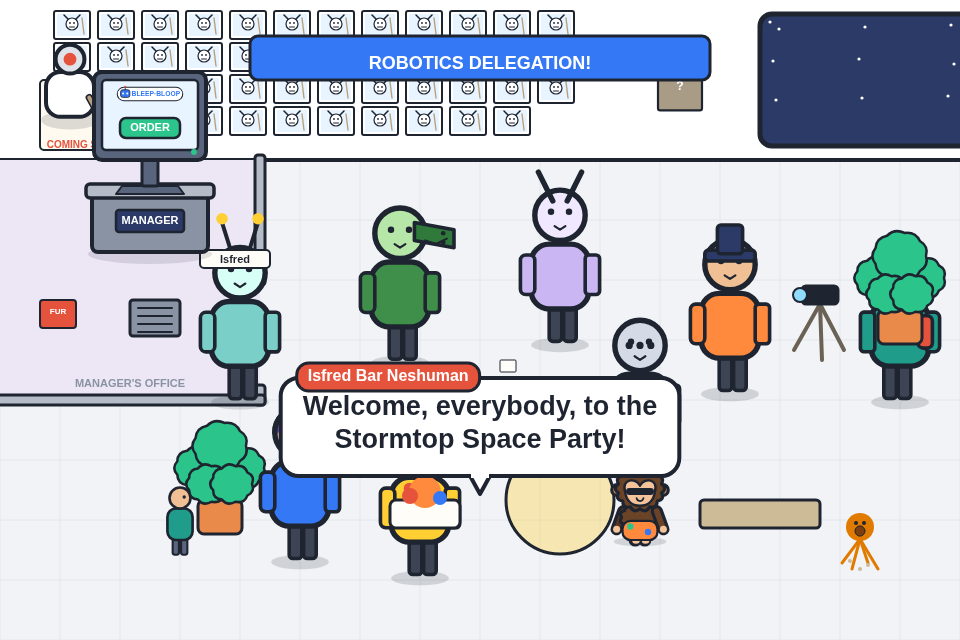 ROBOTICS DELEGATION!
?
BLEEP-BLOOP
ORDER
COMING
MANAGER
Isfred
FUR
MANAGER'S OFFICE
Isfred Bar Neshuman
Welcome, everybody, to the
Stormtop Space Party!